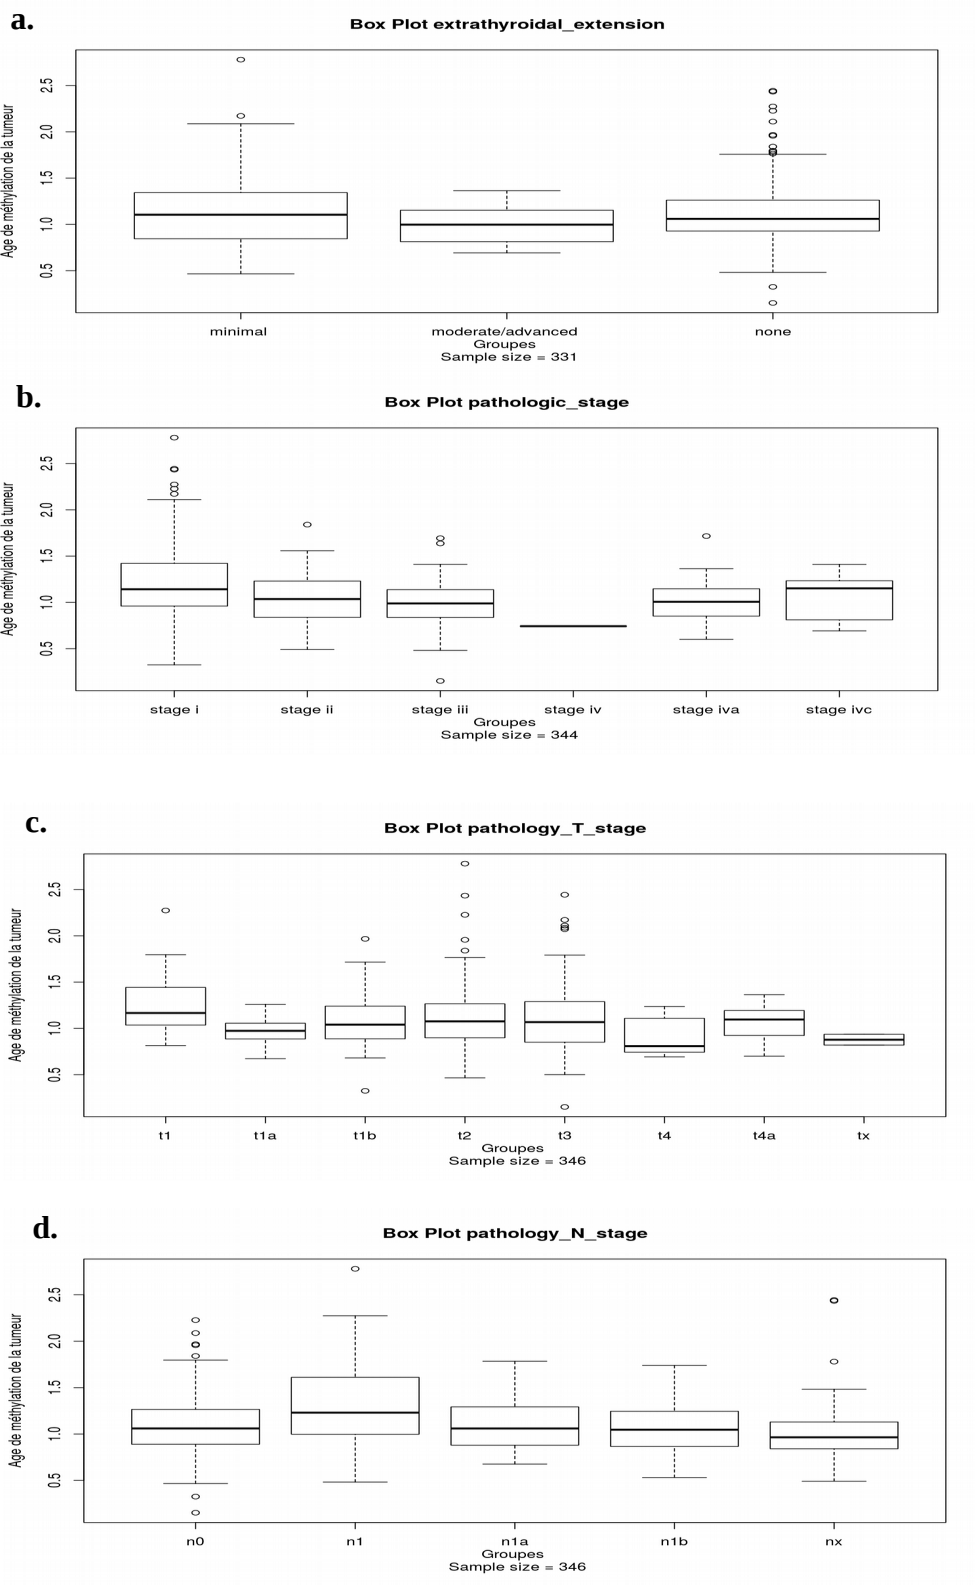 a.
Box Plot extrathyroidal_extension
Age de méthylation de la tumeur
2.5
2.0
1.5
1.0
0.5
minimal moderate/advanced none
Groupes
Sample size = 331
b.
Box Plot pathologic_stage
Age de méthylation de la tumeur
2.5
2.0
1.5
1.0
0.5
stage i stage ii stage iii stage iv stage iva stage ivc
Groupes
Sample size = 344
c.
Box Plot pathology_T_stage
Age de méthylation de la tumeur
2.5
2.0
1.5
1.0
0.5
t1 t1a t1b t2 t3 t4 t4a tx
Groupes
Sample size = 346
d.
Box Plot pathology_N_stage
Age de méthylation de la tumeur
2.5
2.0
1.5
1.0
0.5
n0 n1 n1a n1b nx
Groupes
Sample size = 346